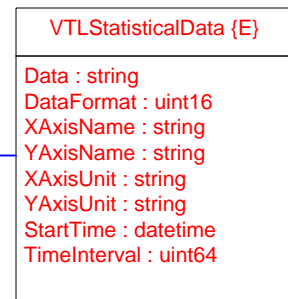 VTLStatisticalData {E}
Data : string
DataFormat : uint16
XAxisName : string
YAxisName : string
XAxisUnit : string
YAxisUnit : string
StartTime : datetime
TimeInterval : uint64